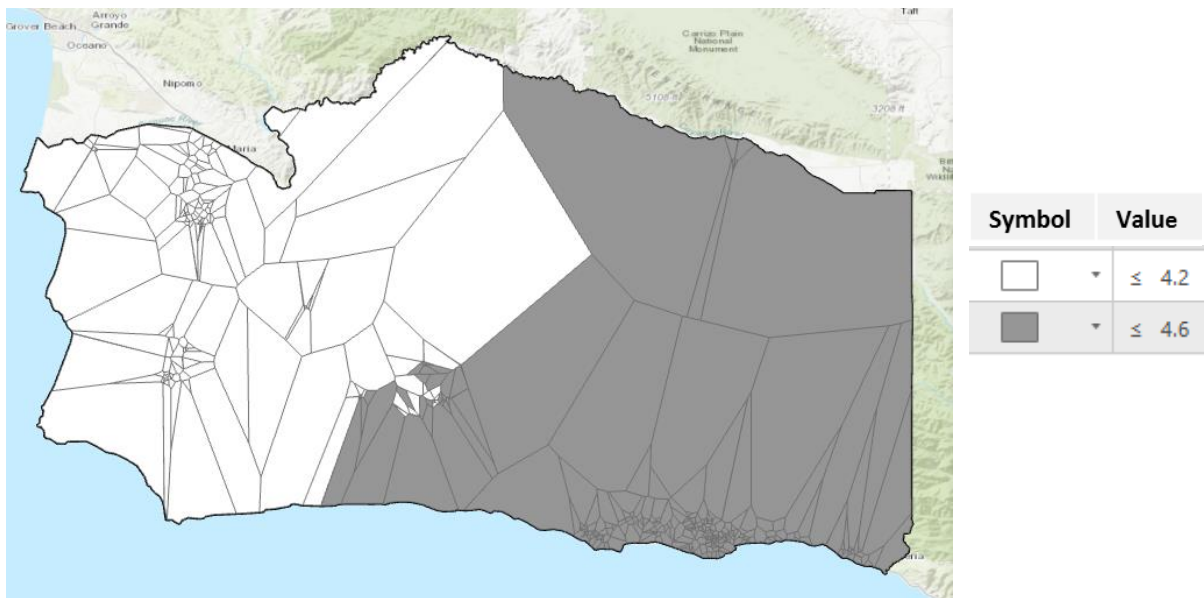 Arroyo
Grover Beach Grande
Oceano
Nipomo
Maria
Taft
Carrizo Plain
National
Monument
5108 ft
3208 ft
Symbol Value
≤ 4.2
≤ 4.6